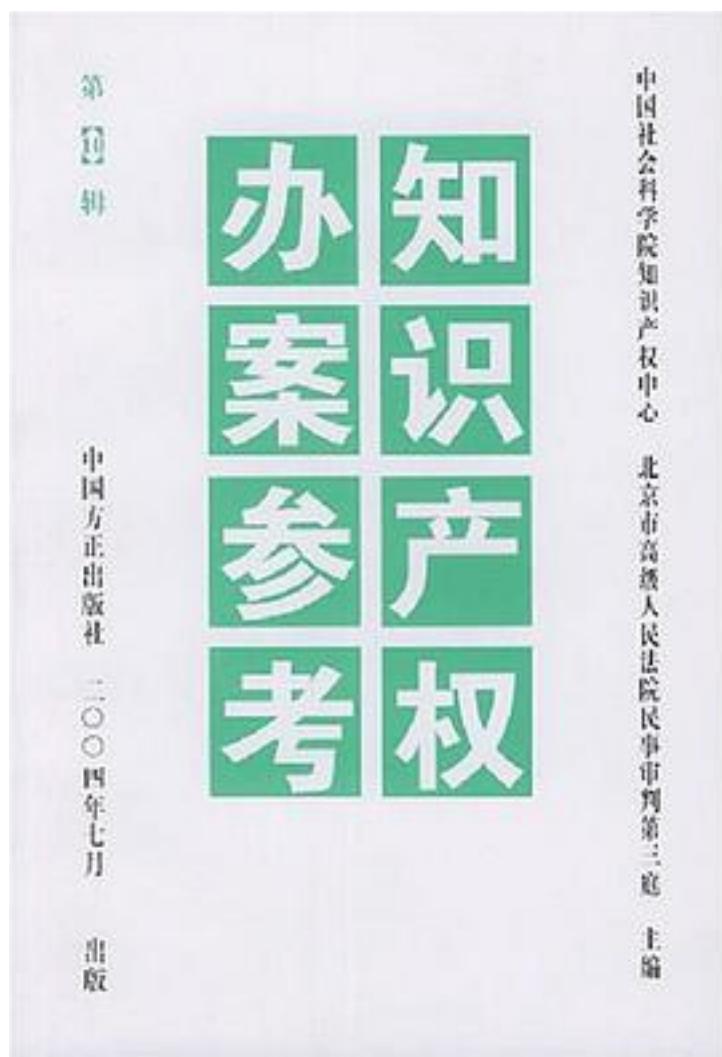 中国社会科学院知识产权中心 北京市高级人民法院民事审判第三庭 主编
知识产权
办案参考
第【10】辑
中国方正出版社 二〇〇四年七月 出版